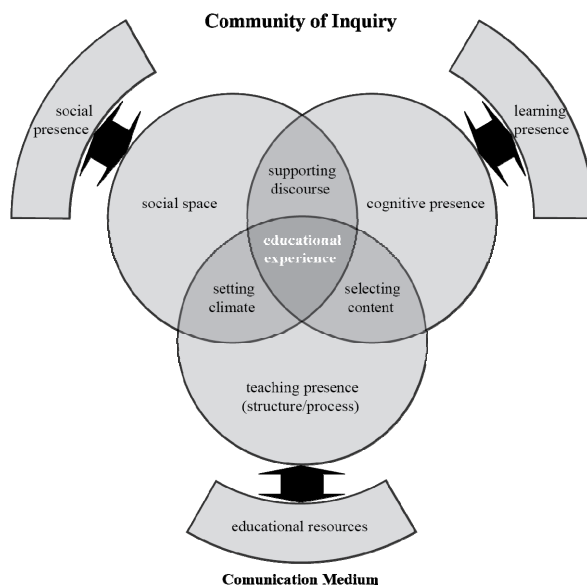 Community of Inquiry
social
presence
learning
presence
supporting
discourse
social space
cognitive presence
educational
experience
setting
climate
selecting
content
teaching presence
(structure/process)
educational resources
Comunication Medium